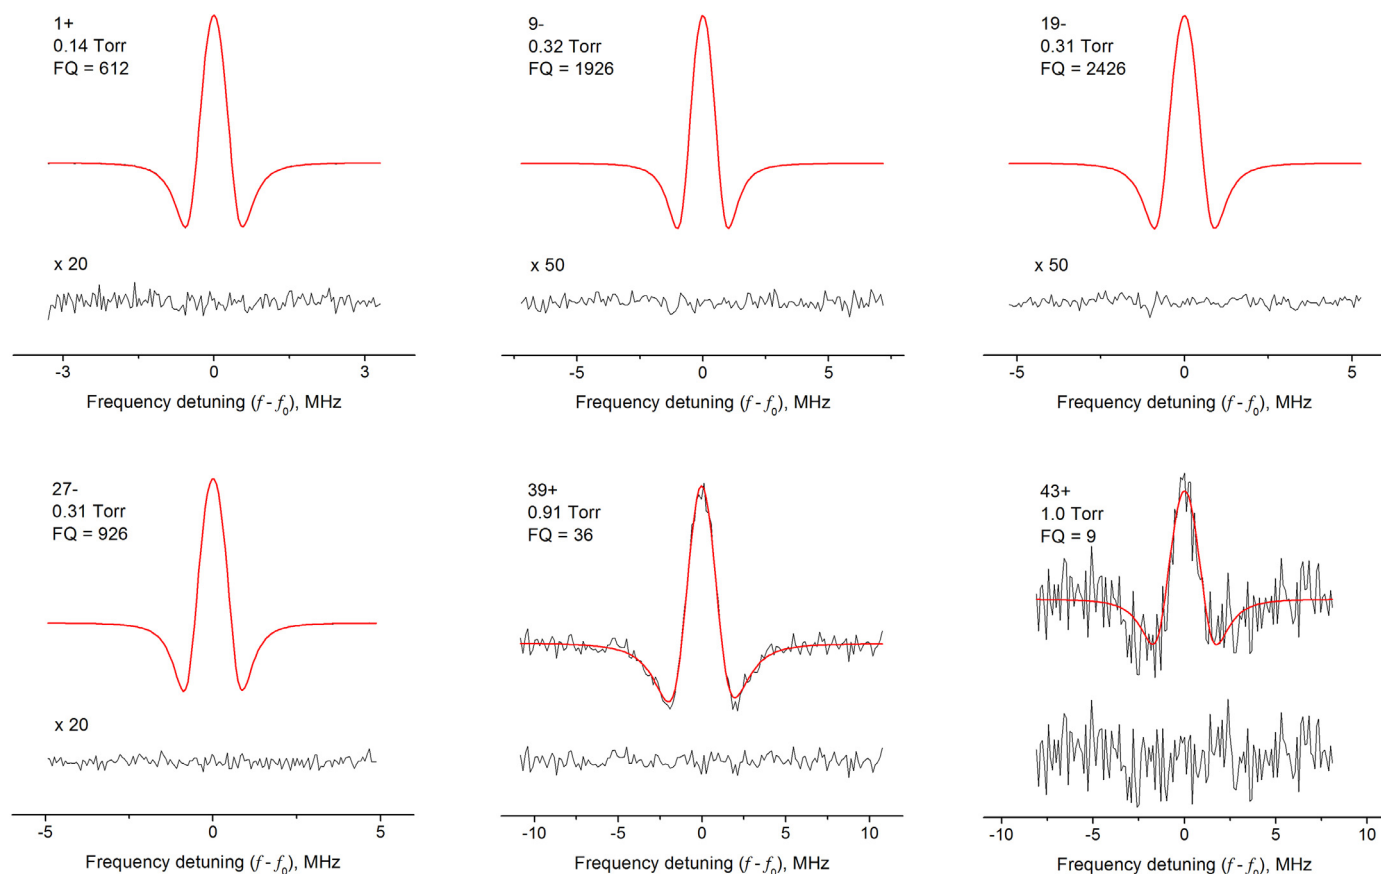 1+
0.14 Torr
FQ = 612
x 20
-3 0 3
Frequency detuning (f - f0), MHz
9-
0.32 Torr
FQ = 1926
x 50
-5 0 5
Frequency detuning (f - f0), MHz
19-
0.31 Torr
FQ = 2426
x 50
-5 0 5
Frequency detuning (f - f0), MHz
27-
0.31 Torr
FQ = 926
x 20
-5 0 5
Frequency detuning (f - f0), MHz
39+
0.91 Torr
FQ = 36
-10 -5 0 5 10
Frequency detuning (f - f0), MHz
43+
1.0 Torr
FQ = 9
-10 -5 0 5 10
Frequency detuning (f - f0), MHz